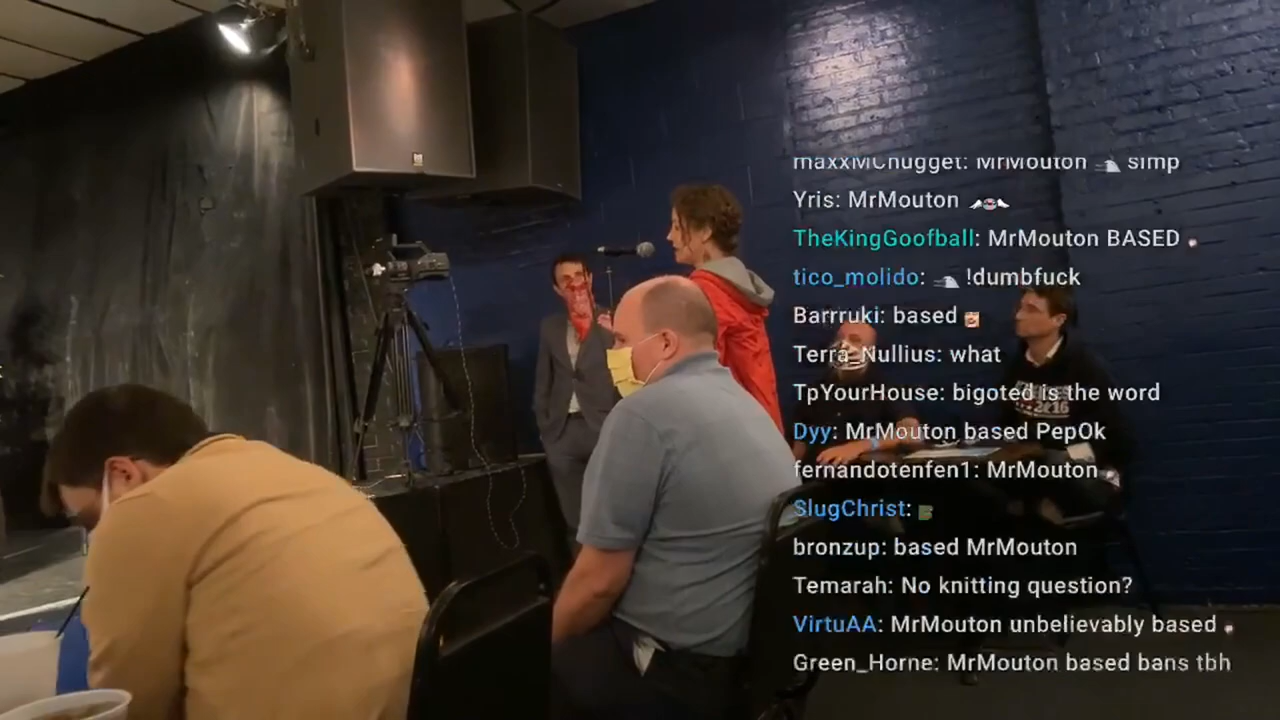 maxxMChugget: MrMouton simp
Yris: MrMouton
TheKingGoofball: MrMouton BASED
tico_molido: !dumbfuck
Barrruki: based
Terra_Nullius: what
TpYourHouse: bigoted is the word
Dyy: MrMouton based PepOk
fernandotenfen1: MrMouton
SlugChrist:
bronzup: based MrMouton
Temarah: No knitting question?
VirtuAA: MrMouton unbelievably based
Green_Horne: MrMouton based bans tbh